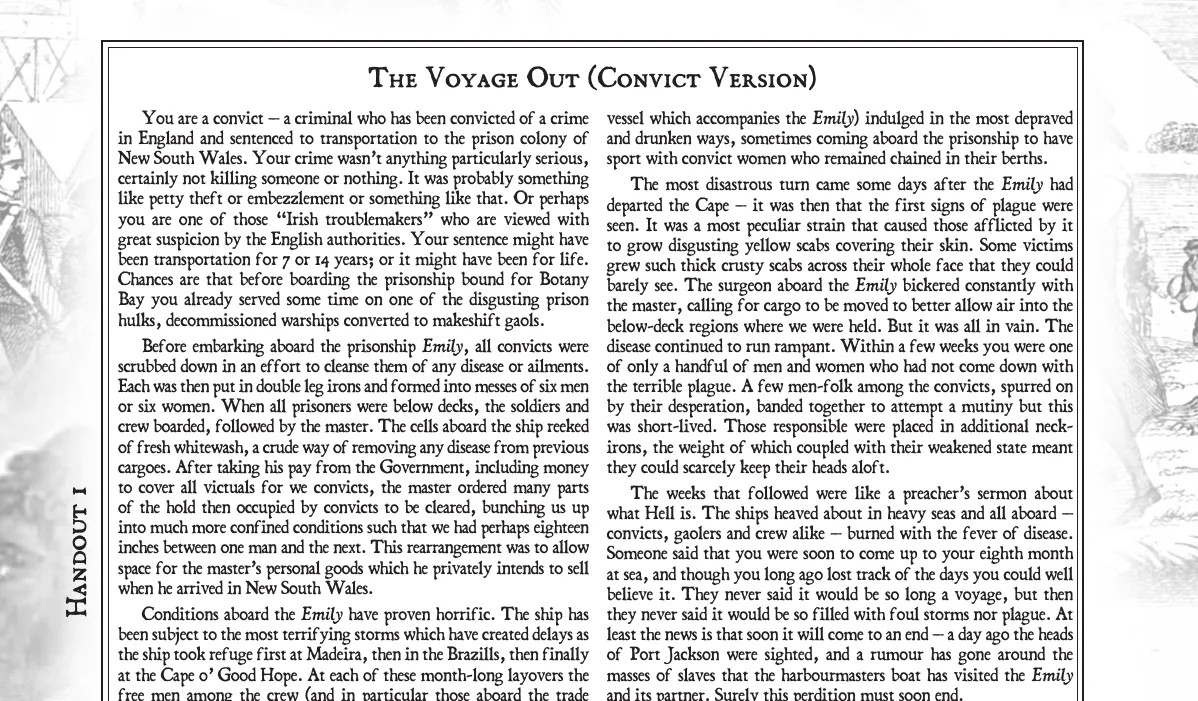 The Voyage Out (Convict Version)
You are a convict – a criminal who has been convicted of a crime
in England and sentenced to transportation to the prison colony of
New South Wales. Your crime wasn't anything particularly serious,
certainly not killing someone or nothing. It was probably something
like petty theft or embezzlement or something like that. Or perhaps
you are one of those "Irish troublemakers" who are viewed with
great suspicion by the English authorities. Your sentence might have
been transportation for 7 or 14 years; or it might have been for life.
Chances are that before boarding the prisonship bound for Botany
Bay you already served some time on one of the disgusting prison
hulks, decommissioned warships converted to makeshift gaols.
Before embarking aboard the prisonship Emily, all convicts were
scrubbed down in an effort to cleanse them of any disease or ailments.
Each was then put in double leg irons and formed into messes of six men
or six women. When all prisoners were below decks, the soldiers and
crew boarded, followed by the master. The cells aboard the ship reeked
of fresh whitewash, a crude way of removing any disease from previous
cargoes. After taking his pay from the Government, including money
to cover all victuals for we convicts, the master ordered many parts
of the hold then occupied by convicts to be cleared, bunching us up
into much more confined conditions such that we had perhaps eighteen
inches between one man and the next. This rearrangement was to allow
space for the master's personal goods which he privately intends to sell
when he arrived in New South Wales.
Conditions aboard the Emily have proven horrific. The ship has
been subject to the most terrifying storms which have created delays as
the ship took refuge first at Madeira, then in the Brazills, then finally
at the Cape o' Good Hope. At each of these month-long layovers the
free men among the crew (and in particular those aboard the trade
vessel which accompanies the Emily) indulged in the most depraved
and drunken ways, sometimes coming aboard the prisonship to have
sport with convict women who remained chained in their berths.
The most disastrous turn came some days after the Emily had
departed the Cape – it was then that the first signs of plague were
seen. It was a most peculiar strain that caused those afflicted by it
to grow disgusting yellow scabs covering their skin. Some victims
grew such thick crusty scabs across their whole face that they could
barely see. The surgeon aboard the Emily bickered constantly with
the master, calling for cargo to be moved to better allow air into the
below-deck regions where we were held. But it was all in vain. The
disease continued to run rampant. Within a few weeks you were one
of only a handful of men and women who had not come down with
the terrible plague. A few men-folk among the convicts, spurred on
by their desperation, banded together to attempt a mutiny but this
was short-lived. Those responsible were placed in additional neck-
irons, the weight of which coupled with their weakened state meant
they could scarcely keep their heads aloft.
The weeks that followed were like a preacher's sermon about
what Hell is. The ships heaved about in heavy seas and all aboard –
convicts, gaolers and crew alike – burned with the fever of disease.
Someone said that you were soon to come up to your eighth month
at sea, and though you long ago lost track of the days you could well
believe it. They never said it would be so long a voyage, but then
they never said it would be so filled with foul storms nor plague. At
least the news is that soon it will come to an end – a day ago the heads
of Port Jackson were sighted, and a rumour has gone around the
masses of slaves that the harbourmasters boat has visited the Emily
and its partner. Surely this perdition must soon end.
Handout 1